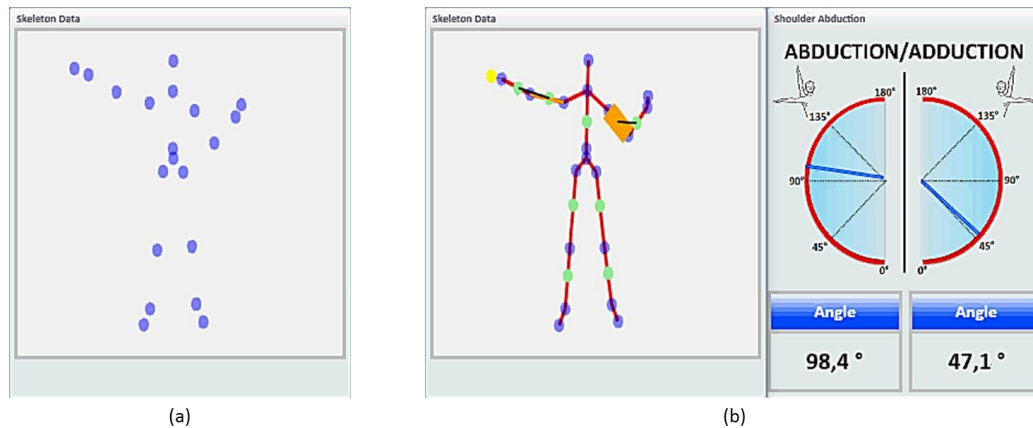 Skeleton Data
Skeleton Data
Shoulder Abduction
ABDUCTION/ADDUCTION
180° 180°
135° 135°
90° 90°
45° 45°
0° 0°
Angle Angle
98,4 ° 47,1 °
(a) (b)